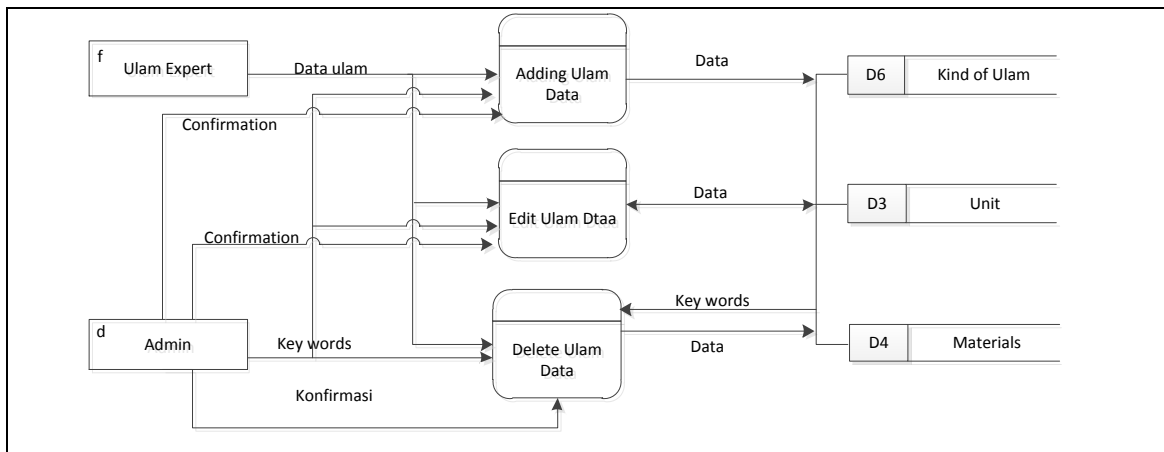 f
Ulam Expert
Data ulam
Adding Ulam
Data
Data
D6
Kind of Ulam
Confirmation
Edit Ulam Dtaa
Data
D3
Unit
Confirmation
d
Admin
Key words
Delete Ulam
Data
Key words
Data
D4
Materials
Konfirmasi